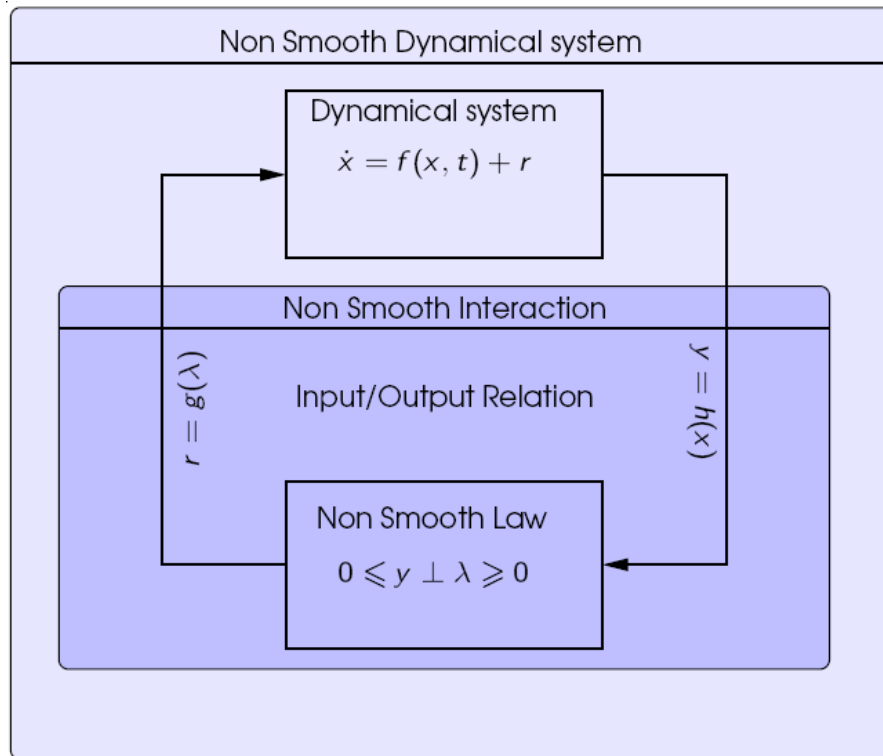 Non Smooth Dynamical system
Dynamical system
ẋ = f(x, t) + r
Non Smooth Interaction
r = g(λ)
Input/Output Relation
y = h(x)
Non Smooth Law
0 ⩽ y ⊥ λ ⩾ 0